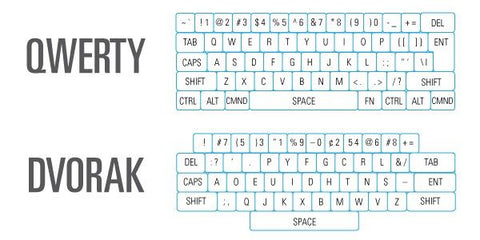 QWERTY
~` !1 @2 #3 $4 %5 ^6 &7 *8 (9 )0 -_ += DEL
TAB Q W E R T Y U I O P {[ ]} ENT
CAPS A S D F G H J K L :; "' \|
SHIFT Z X C V B N M <. .> /? SHIFT
CTRL ALT CMND SPACE FN CTRL ALT CMND
DVORAK
! #7 (5 )3 "1 %9 –0 ¢2 54 @6 #8 +=
DEL :? ' . P Y F G C R L &/ TAB
CAPS A O E U I D H T N S – ENT
SHIFT :, Q J K X B W V Z SHIFT
SPACE